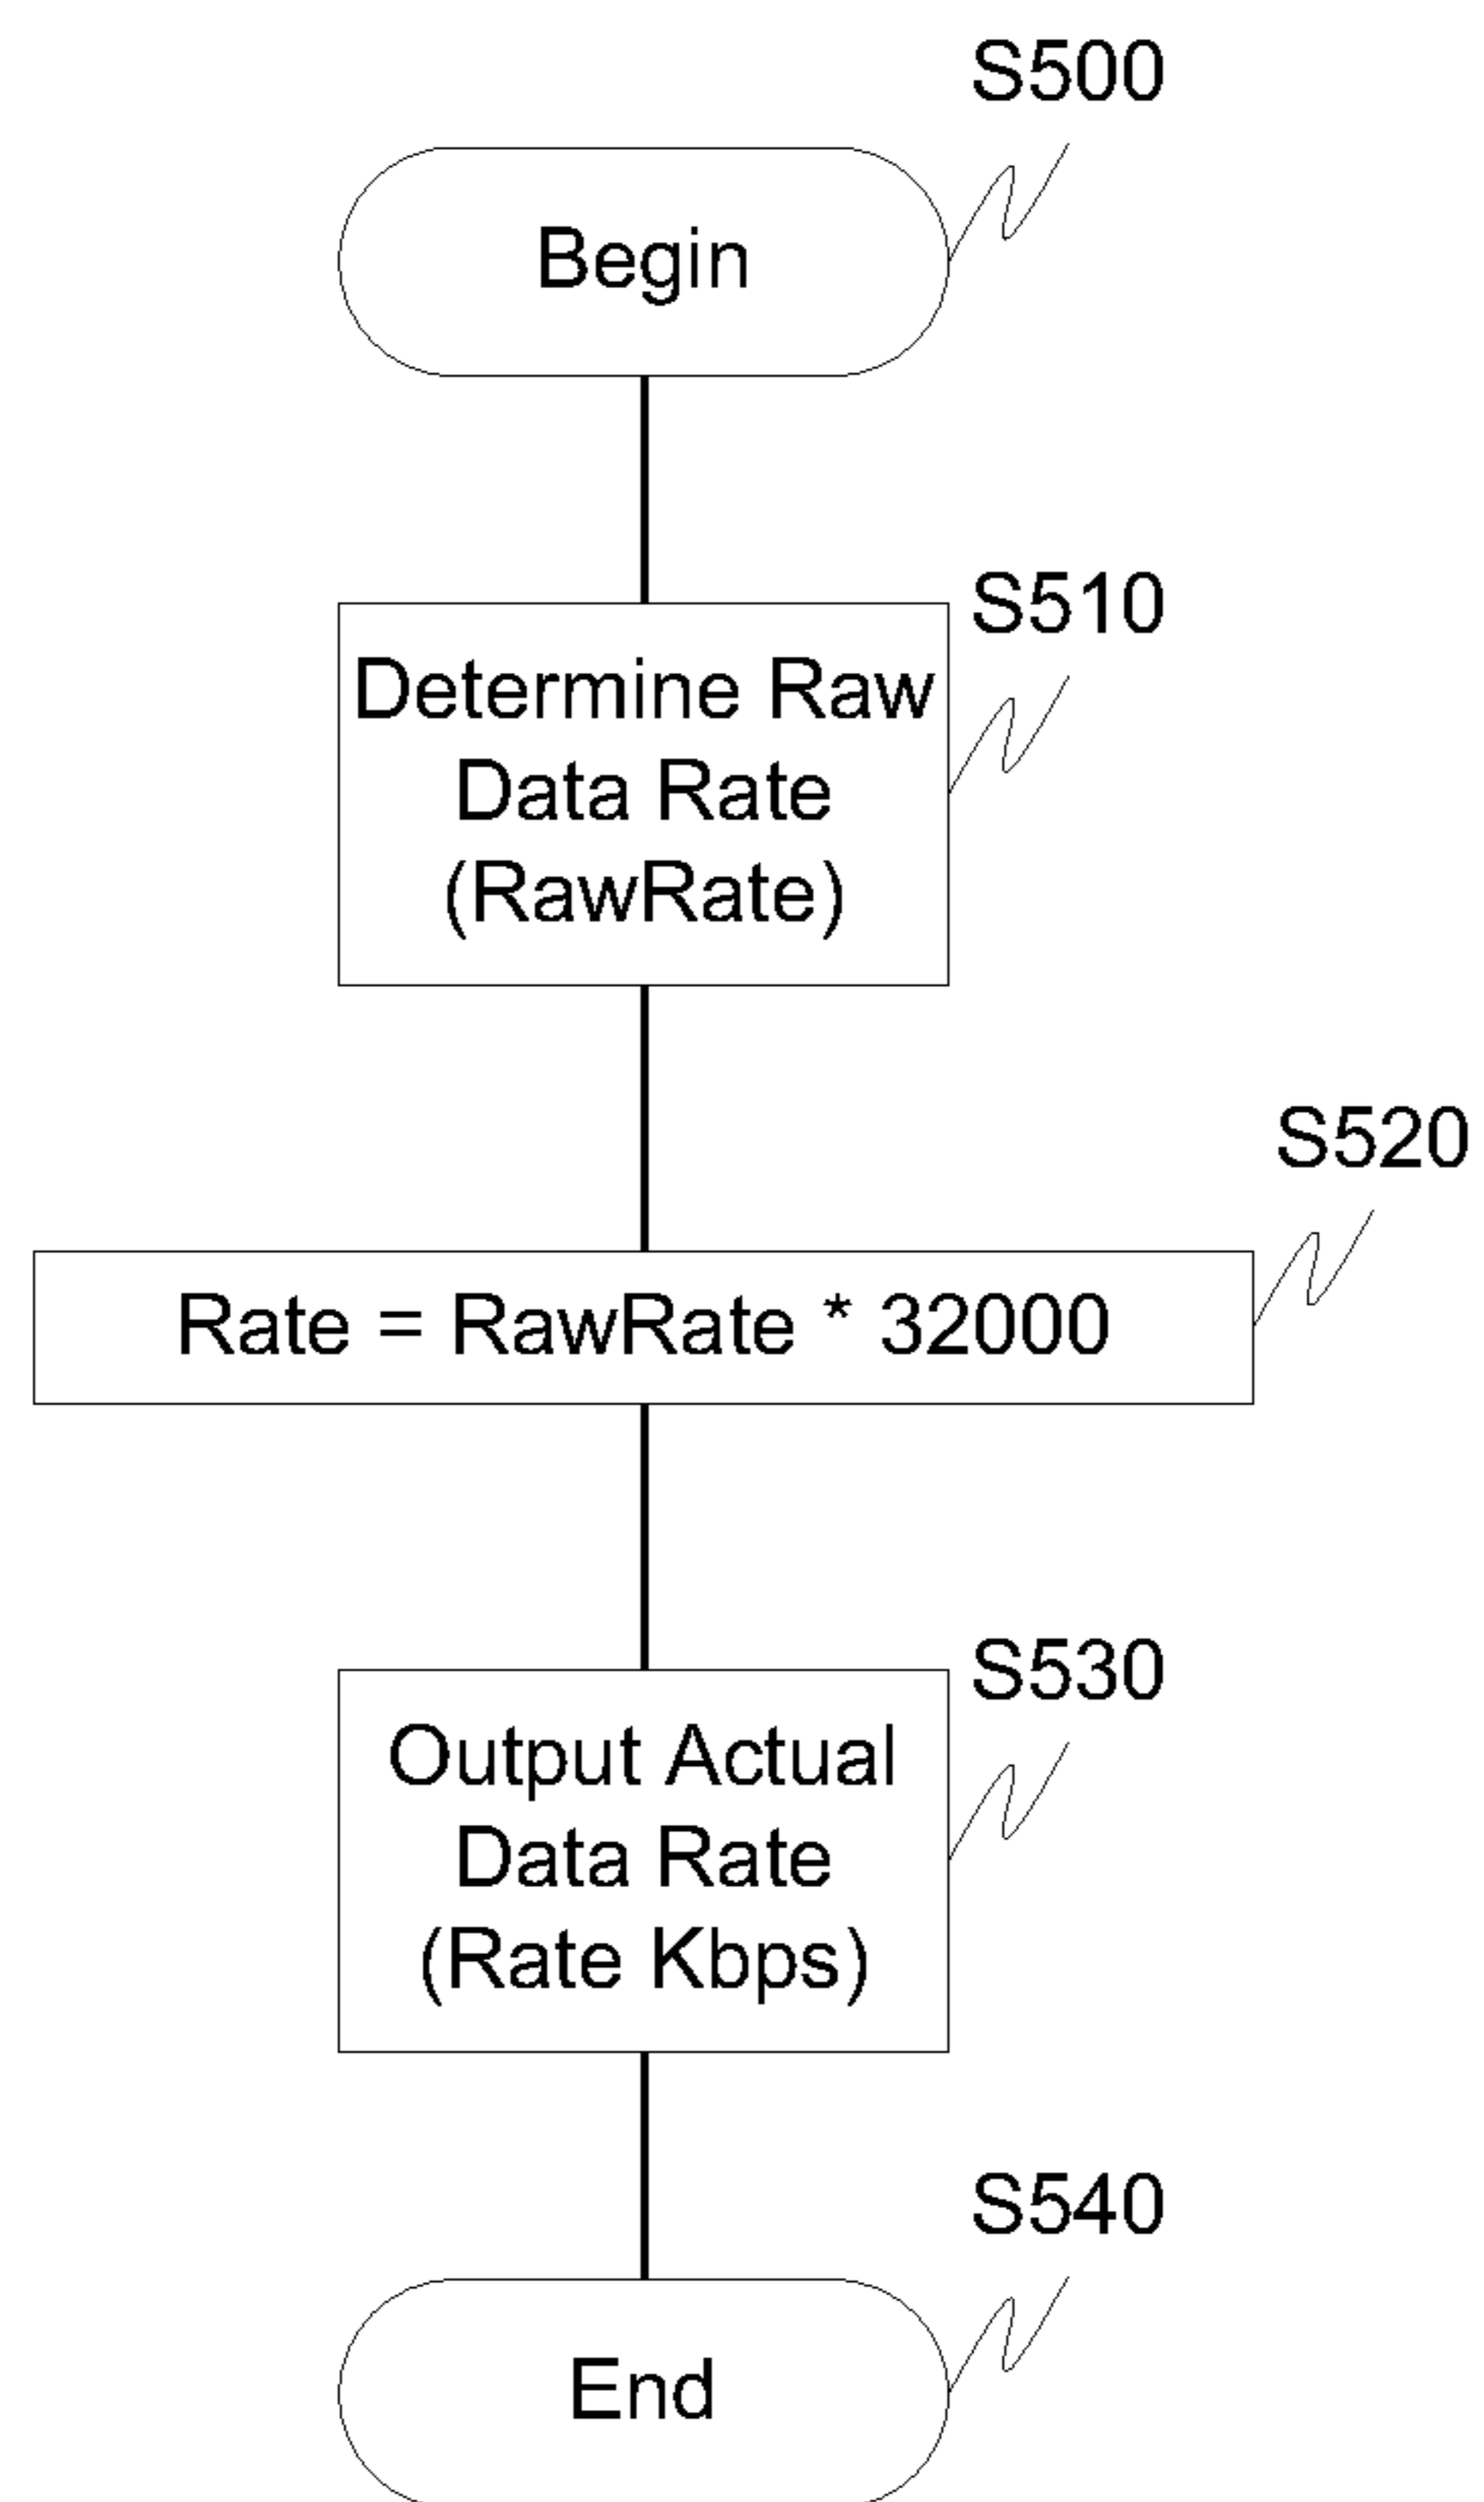 S500
Begin
S510
Determine Raw
Data Rate
(RawRate)
S520
Rate = RawRate * 32000
S530
Output Actual
Data Rate
(Rate Kbps)
S540
End